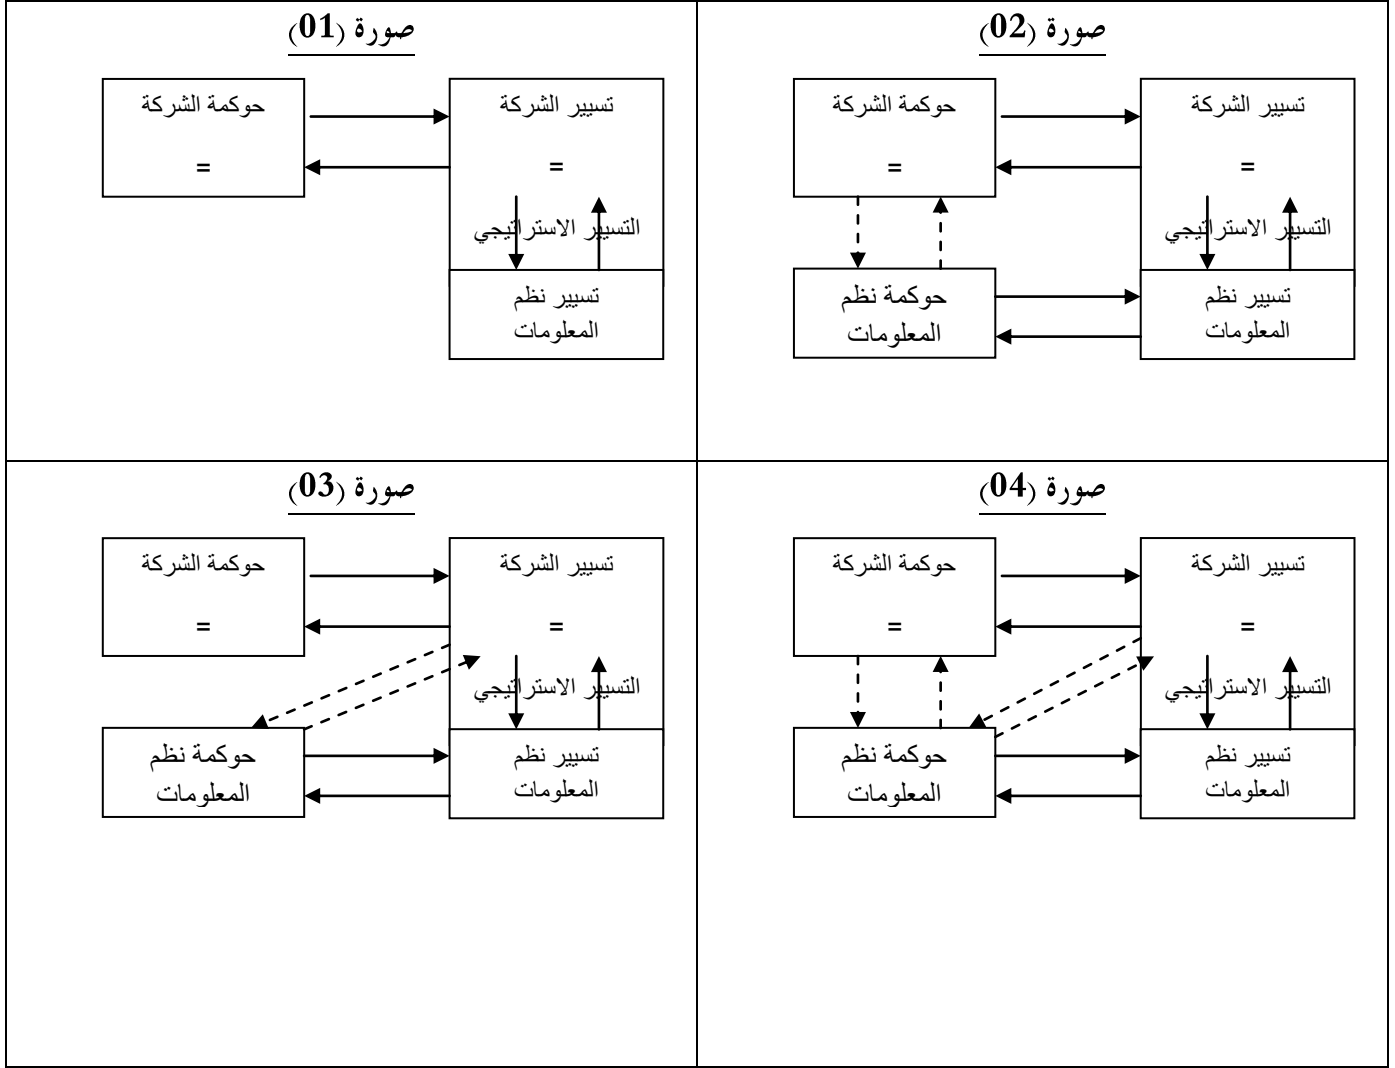 صورة (01)
حوكمة الشركة
=
تسيير الشركة
=
التسيير الاستراتيجي
تسيير نظم
المعلومات
صورة (02)
حوكمة الشركة
=
تسيير الشركة
=
التسيير الاستراتيجي
حوكمة نظم
المعلومات
تسيير نظم
المعلومات
صورة (03)
حوكمة الشركة
=
تسيير الشركة
=
التسيير الاستراتيجي
حوكمة نظم
المعلومات
تسيير نظم
المعلومات
صورة (04)
حوكمة الشركة
=
تسيير الشركة
=
التسيير الاستراتيجي
حوكمة نظم
المعلومات
تسيير نظم
المعلومات